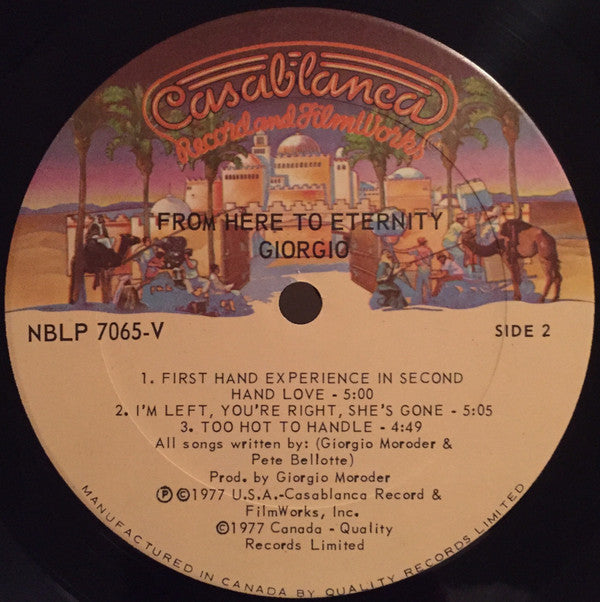 Casablanca
Record and FilmWorks
FROM HERE TO ETERNITY
GIORGIO
NBLP 7065-V
SIDE 2
1. FIRST HAND EXPERIENCE IN SECOND
HAND LOVE - 5:00
2. I'M LEFT, YOU'RE RIGHT, SHE'S GONE - 5:05
3. TOO HOT TO HANDLE - 4:49
All songs written by: (Giorgio Moroder &
Pete Bellotte)
Prod. by Giorgio Moroder
℗©1977 U.S.A.-Casablanca Record &
FilmWorks, Inc.
©1977 Canada - Quality
Records Limited
MANUFACTURED IN CANADA BY QUALITY RECORDS LIMITED